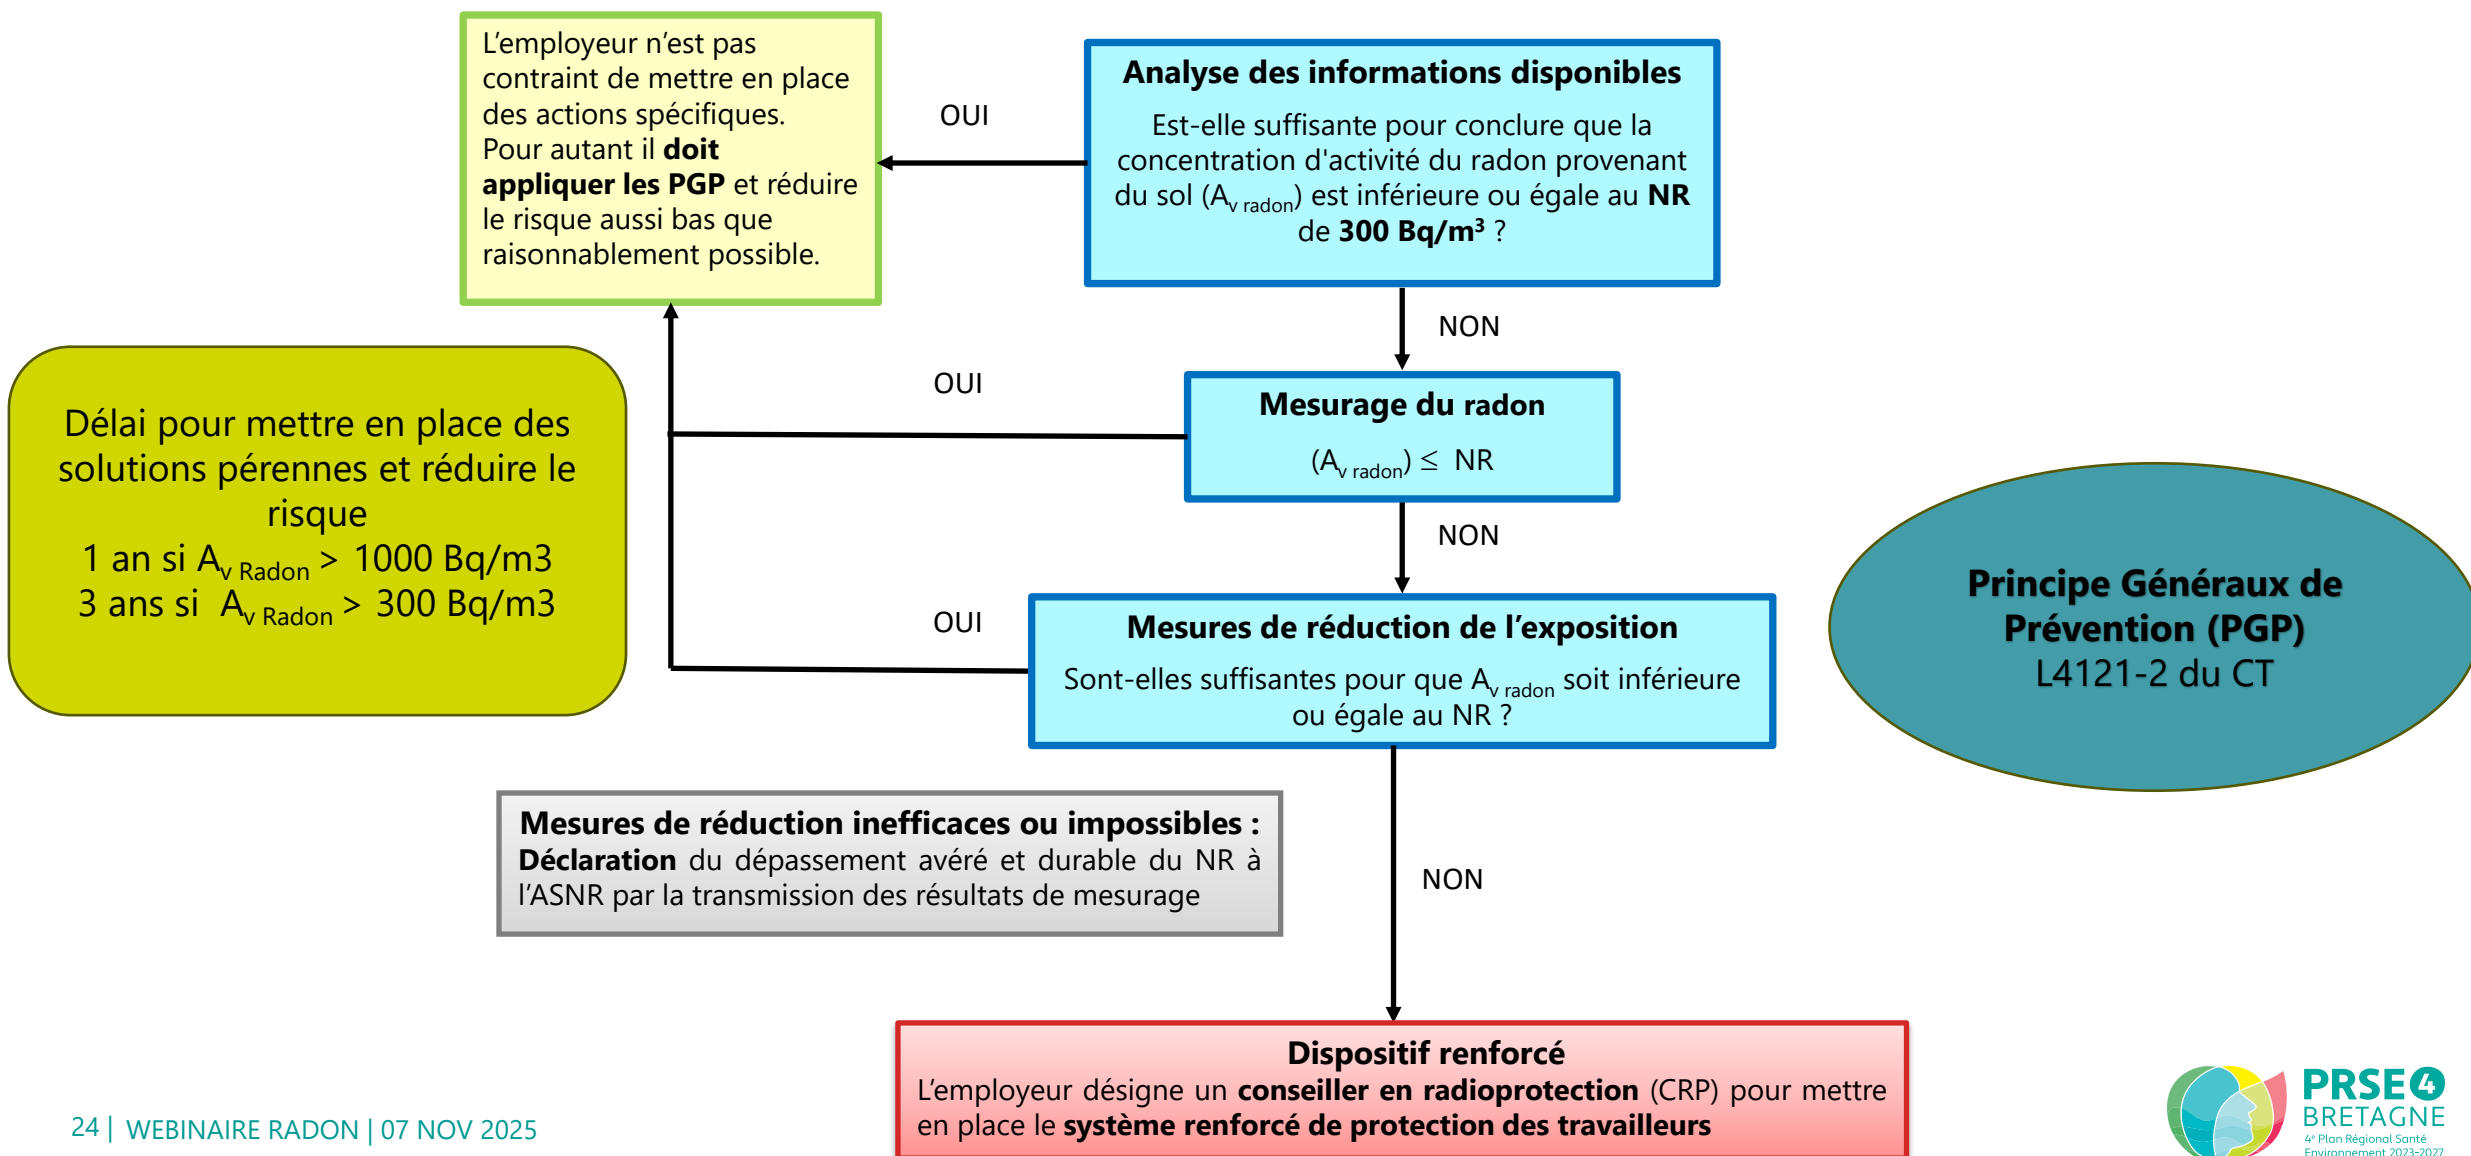 L'employeur n'est pas
contraint de mettre en place
des actions spécifiques.
Pour autant il doit
appliquer les PGP et réduire
le risque aussi bas que
raisonnablement possible.
OUI
Analyse des informations disponibles
Est-elle suffisante pour conclure que la
concentration d'activité du radon provenant
du sol (Av radon) est inférieure ou égale au NR
de 300 Bq/m³ ?
NON
OUI
Mesurage du radon
(Av radon) ≤ NR
Délai pour mettre en place des
solutions pérennes et réduire le
risque
1 an si Av Radon > 1000 Bq/m3
3 ans si Av Radon > 300 Bq/m3
NON
OUI
Mesures de réduction de l'exposition
Sont-elles suffisantes pour que Av radon soit inférieure
ou égale au NR ?
Principe Généraux de
Prévention (PGP)
L4121-2 du CT
Mesures de réduction inefficaces ou impossibles :
Déclaration du dépassement avéré et durable du NR à
l'ASNR par la transmission des résultats de mesurage
NON
Dispositif renforcé
L'employeur désigne un conseiller en radioprotection (CRP) pour mettre
en place le système renforcé de protection des travailleurs
24 | WEBINAIRE RADON | 07 NOV 2025
PRSE 4
BRETAGNE
4e Plan Régional Santé
Environnement 2023-2027